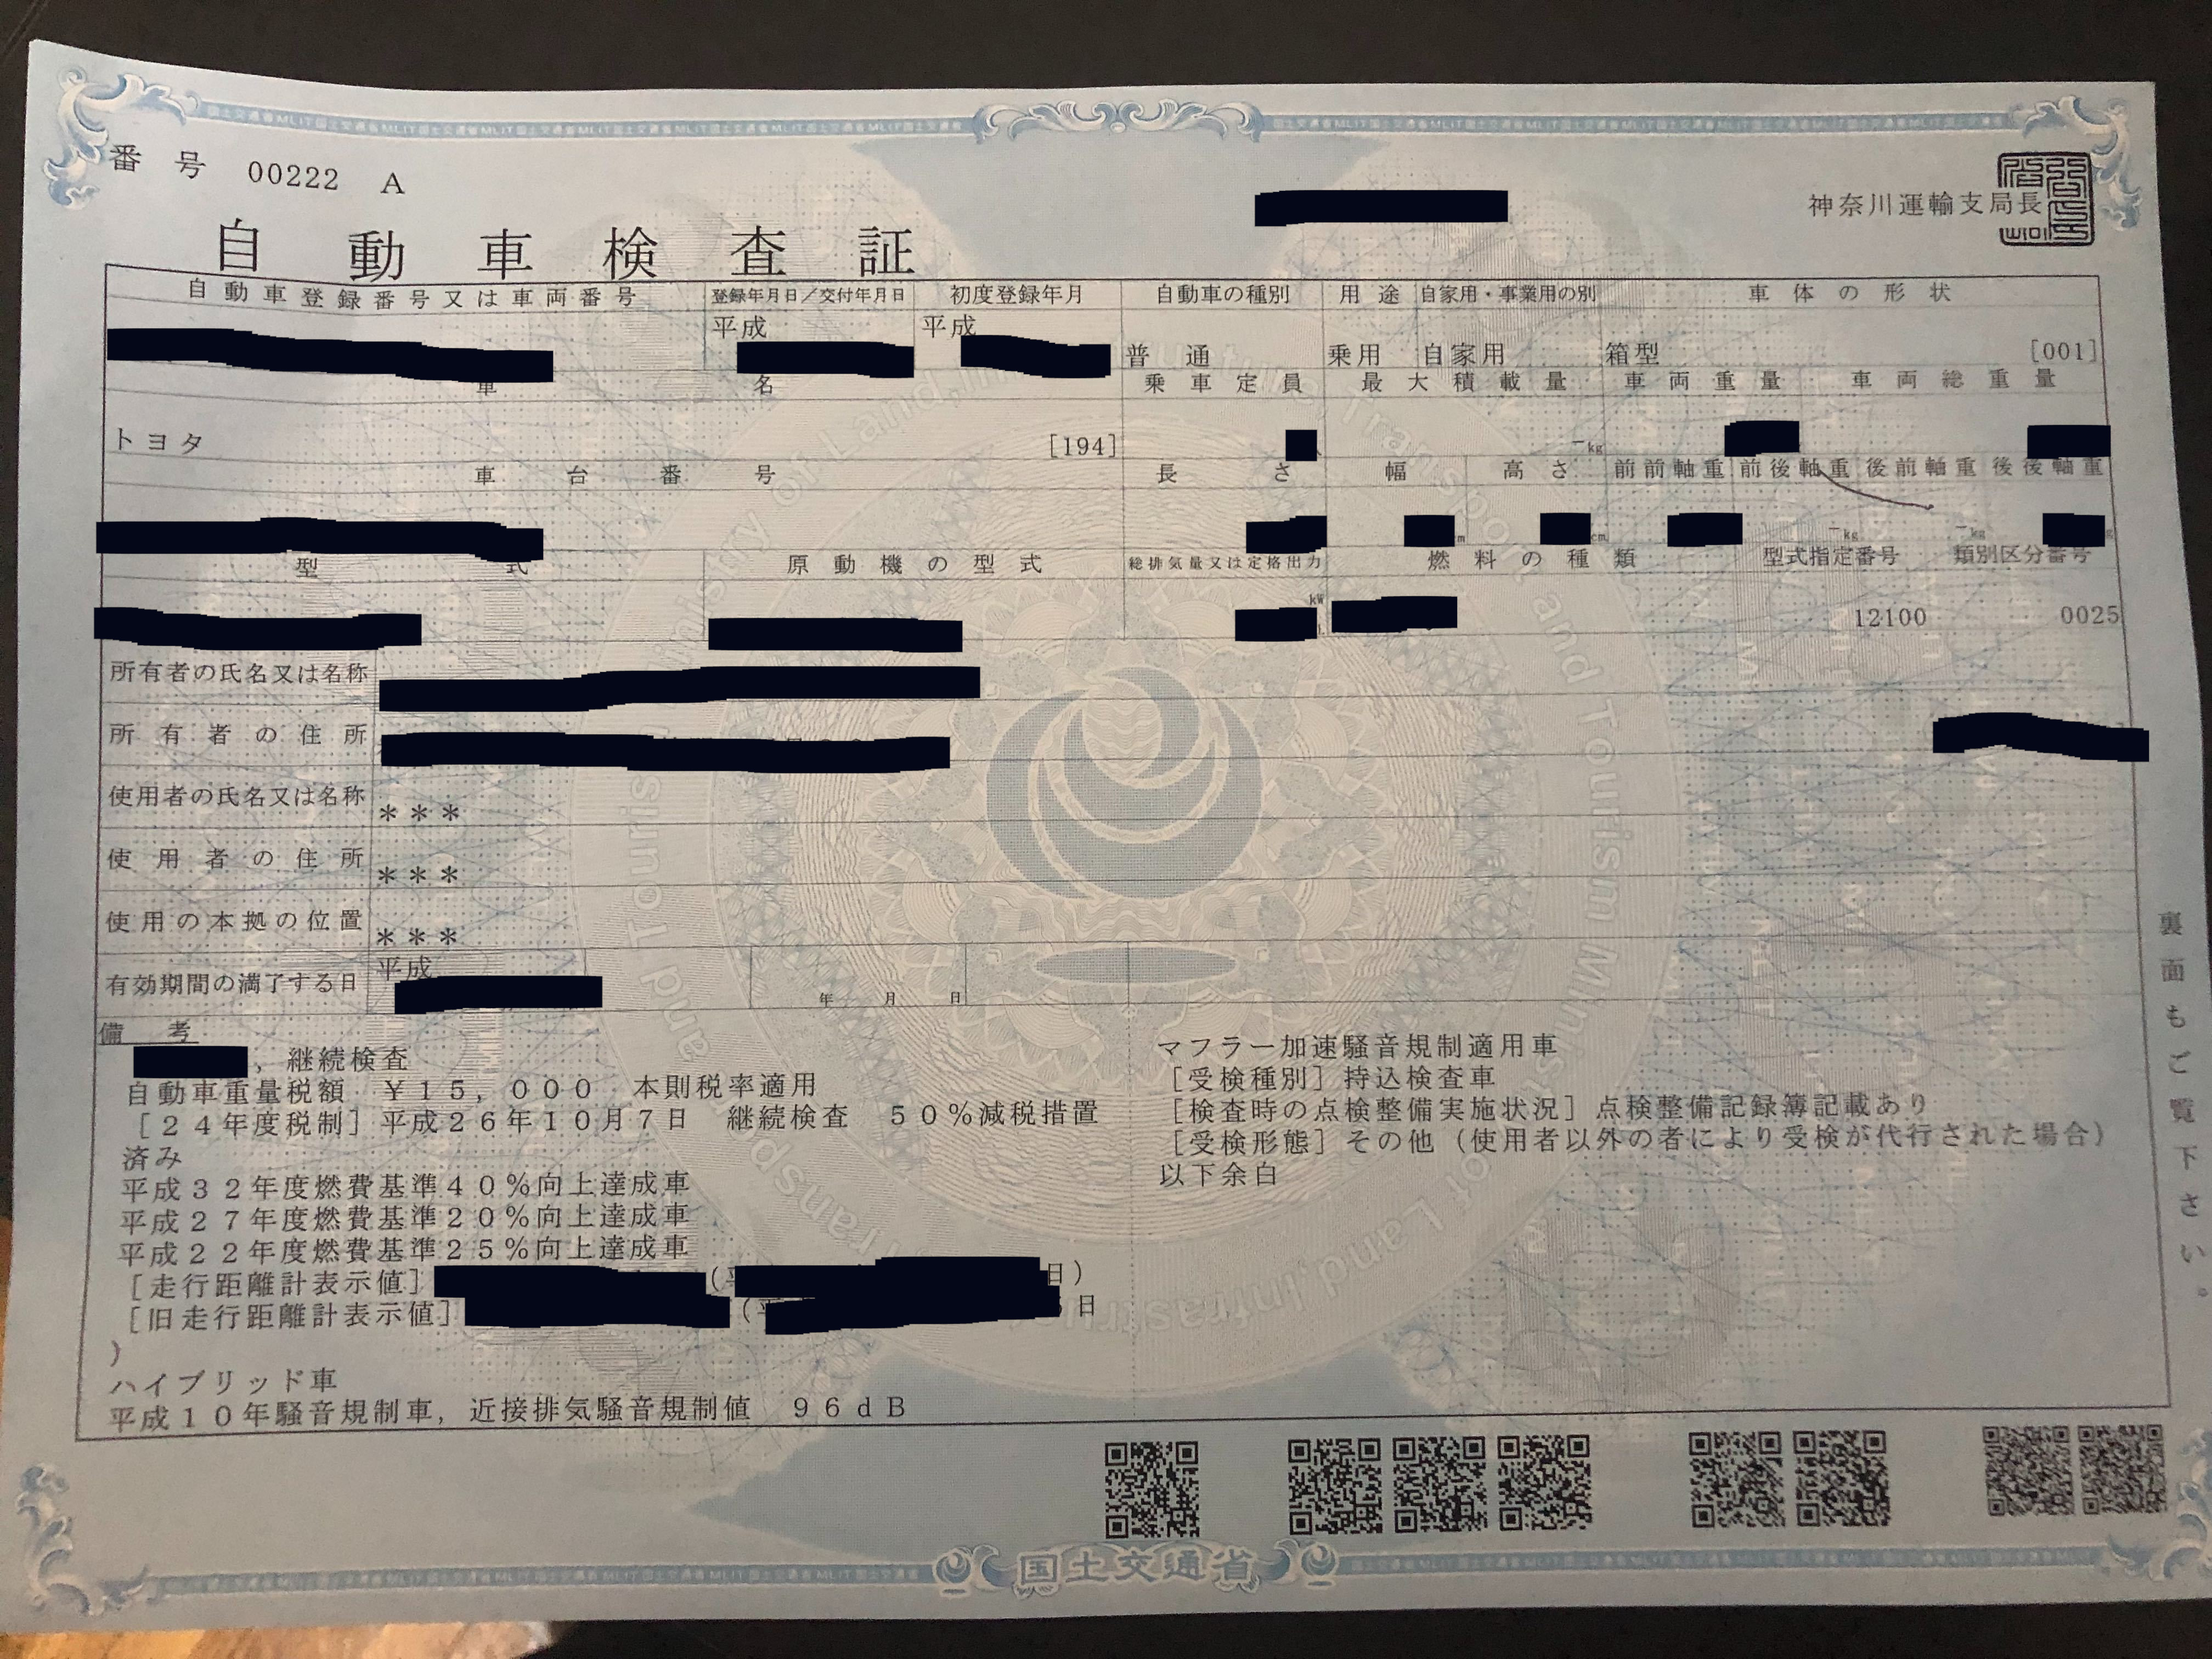 番号 00222 A
神奈川運輸支局長
自動車検査証
自動車登録番号又は車両番号 登録年月日/交付年月日 初度登録年月 自動車の種別 用途 自家用・事業用の別 車体の形状
平成 平成
普通 乗用 自家用 箱型 [001]
車名 乗車定員 最大積載量 車両重量 車両総重量
トヨタ [194] -kg
車台番号 長さ 幅 高さ 前前軸重 前後軸重 後前軸重 後後軸重
cm -kg -kg
型式 原動機の型式 総排気量又は定格出力 燃料の種類 型式指定番号 類別区分番号
kW
12100 0025
所有者の氏名又は名称
所有者の住所
使用者の氏名又は名称 ***
使用者の住所 ***
使用の本拠の位置 ***
有効期間の満了する日 平成 年 月 日
備考
,継続検査
自動車重量税額 ¥15,000 本則税率適用
[24年度税制]平成26年10月7日 継続検査 50%減税措置
済み
平成32年度燃費基準40%向上達成車
平成27年度燃費基準20%向上達成車
平成22年度燃費基準25%向上達成車
[走行距離計表示値] ( 日)
[旧走行距離計表示値] ( 日
)
ハイブリッド車
平成10年騒音規制車,近接排気騒音規制値 96dB
マフラー加速騒音規制適用車
[受検種別]持込検査車
[検査時の点検整備実施状況]点検整備記録簿記載あり
[受検形態]その他(使用者以外の者により受検が代行された場合)
以下余白
裏面もご覧下さい。
国土交通省